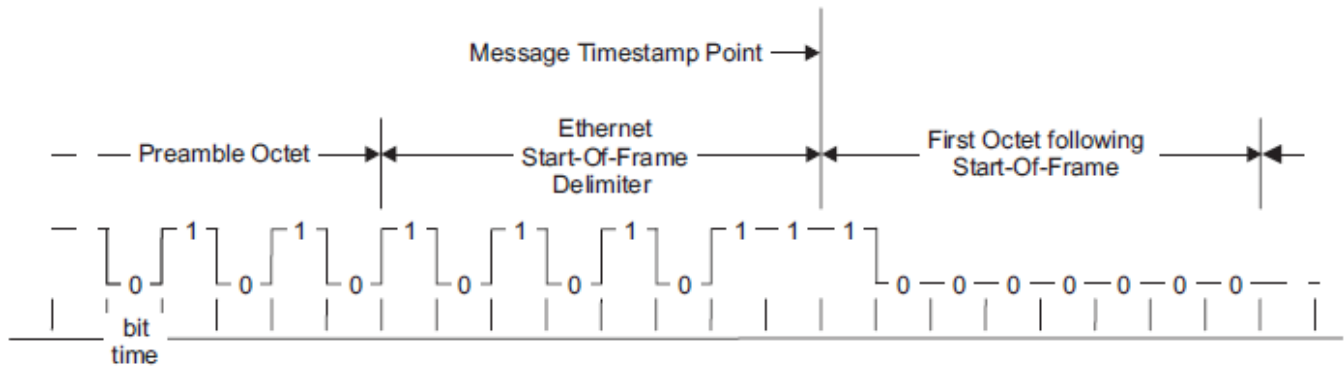 Message Timestamp Point
Preamble Octet
Ethernet
Start-Of-Frame
Delimiter
First Octet following
Start-Of-Frame
0 1 0 1 0 1 0 1 0 1 0 1 1 1 0 0 0 0 0 0 0
bit
time